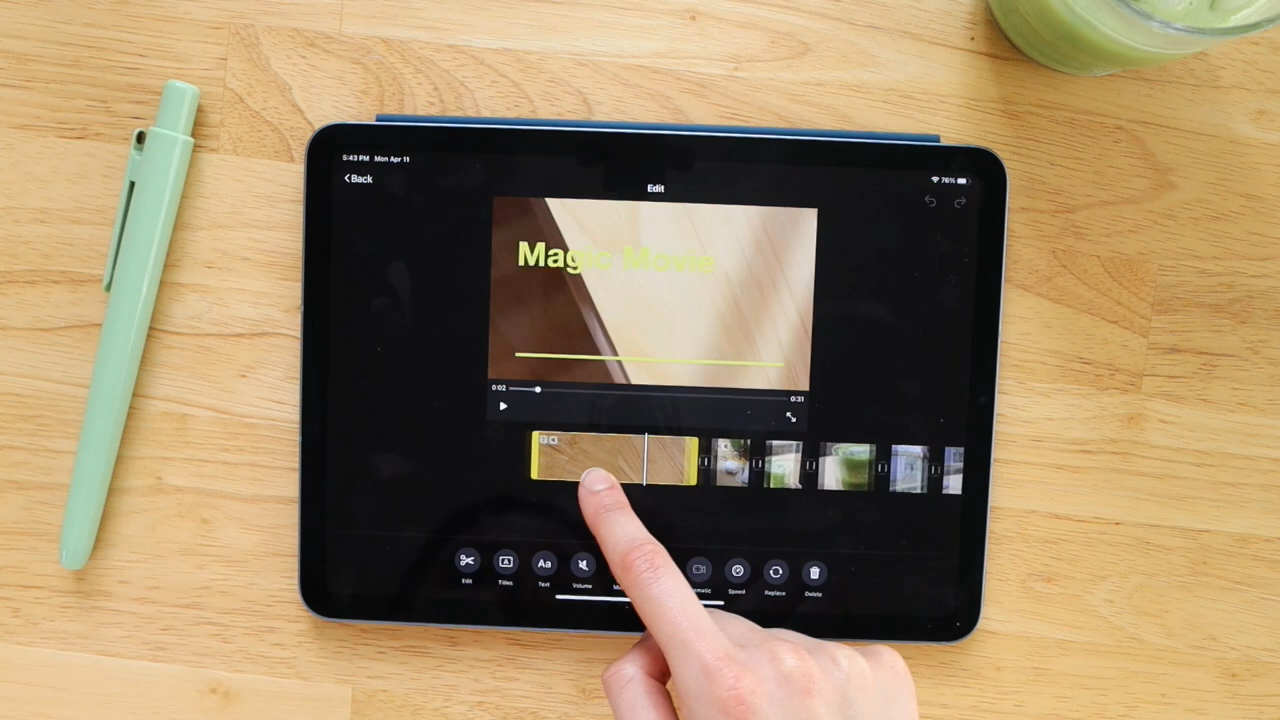 5:43 PM Mon Apr 11
76%
Back
Edit
Magic Movie
0:02
0:31
Edit
Titles
Aa
Text
Volume
Speed
Replace
Delete